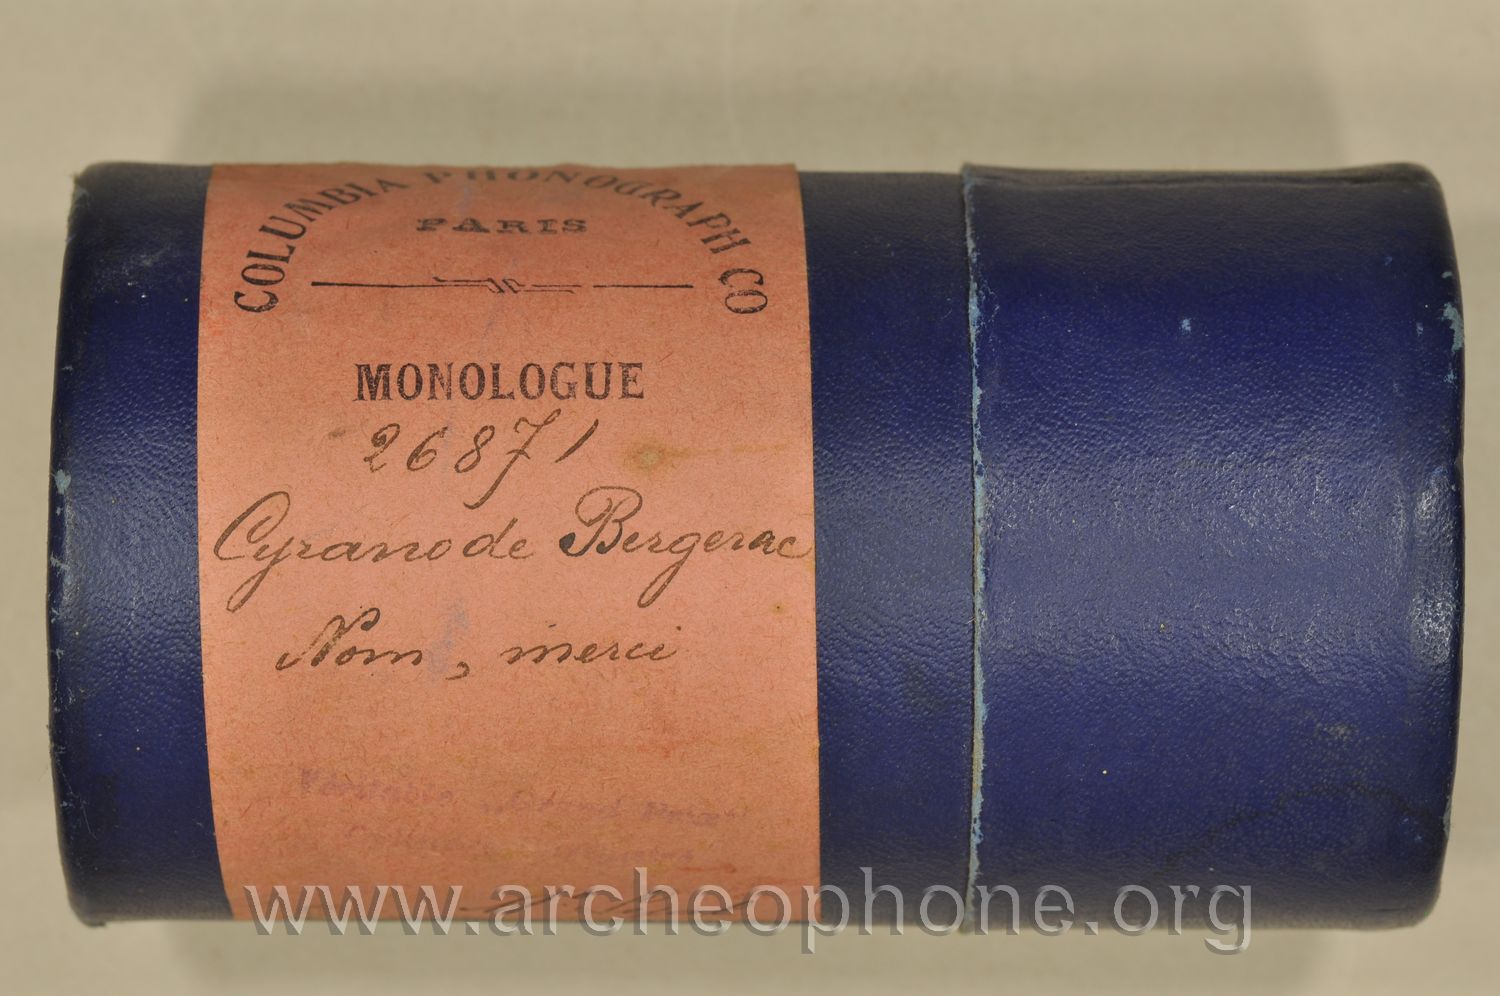 COLUMBIA PHONOGRAPH CO
PARIS
MONOLOGUE
26871
Cyrano de Bergerac
Non, merci
www.archeophone.org